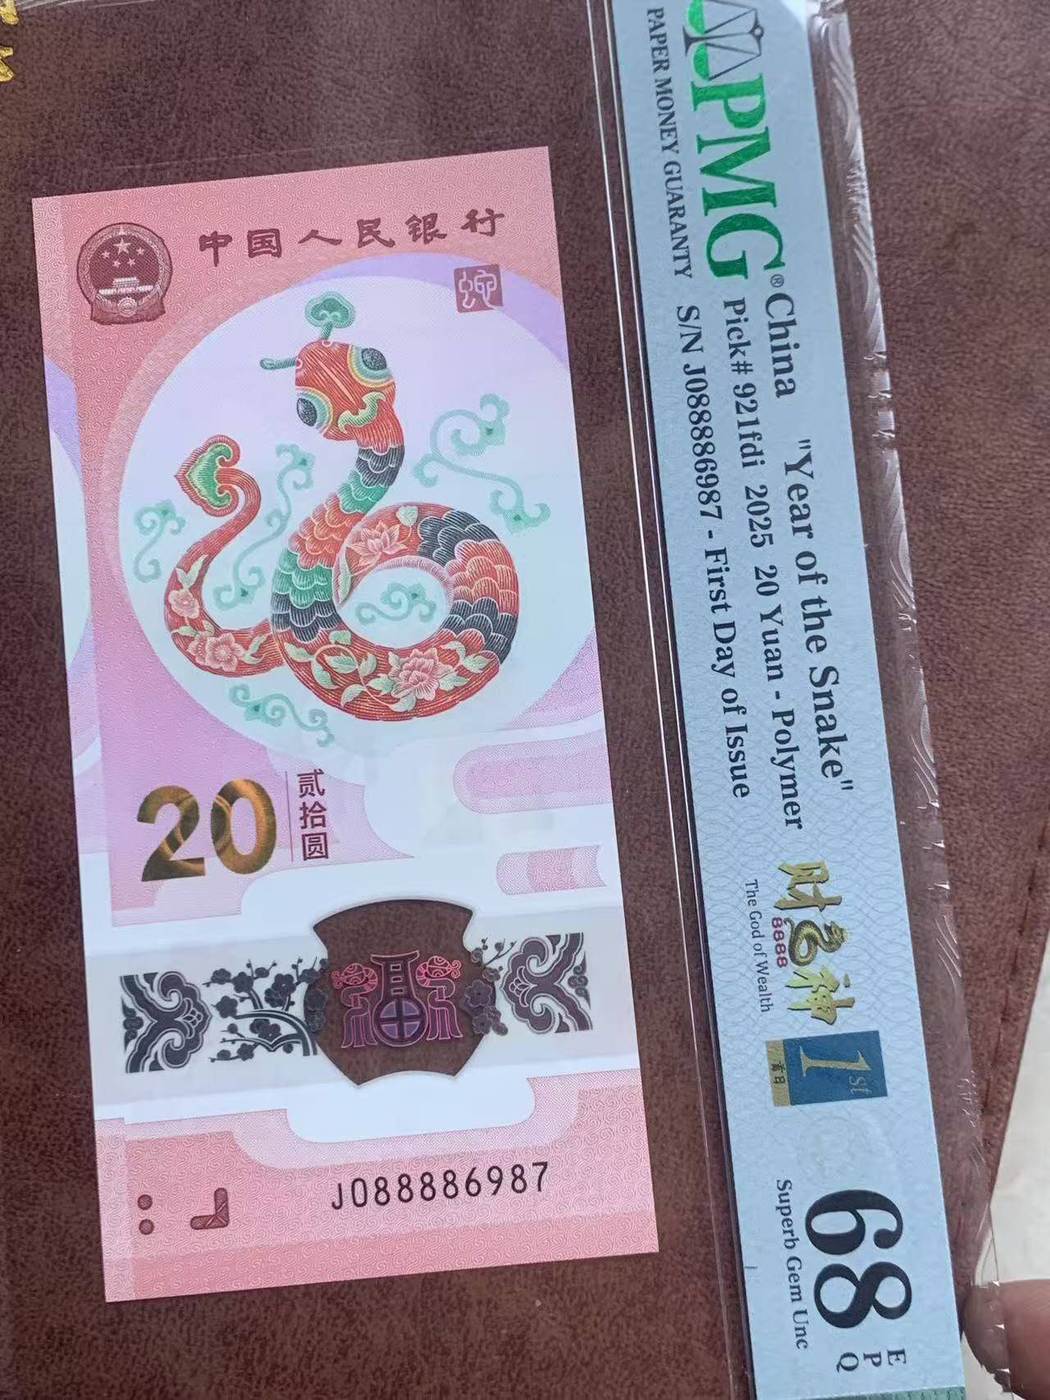 中国人民银行
蛇
20
贰拾圆
J088886987
PMG®
PAPER MONEY GUARANTY
China "Year of the Snake"
Pick# 921fdi 2025 20 Yuan - Polymer
S/N J088886987 - First Day of Issue
财富神
8888
The God of Wealth
1st
首日
68
EPQ
Superb Gem Unc